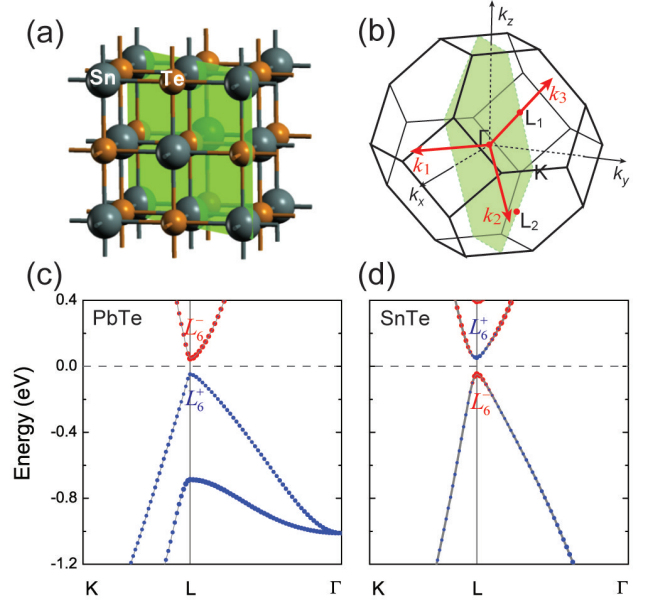 (a)
Sn Te
(b)
k_z
k_3
L_1
Γ
k_1
K
k_y
k_x
k_2
L_2
(c)
0.4
PbTe
L_6^-
0.0
L_6^+
Energy (eV)
-0.4
-0.8
-1.2
K L Γ
(d)
SnTe
L_6^+
L_6^-
K L Γ